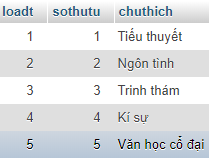 loadt sothutu chuthich
1 1 Tiểu thuyết
2 2 Ngôn tình
3 3 Trinh thám
4 4 Kí sự
5 5 Văn học cổ đại